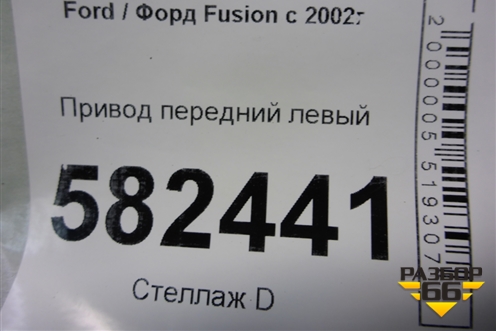 Ford / Форд Fusion с 2002г
Привод передний левый
582441
Стеллаж D
2000005519307
РАЗБОР
66